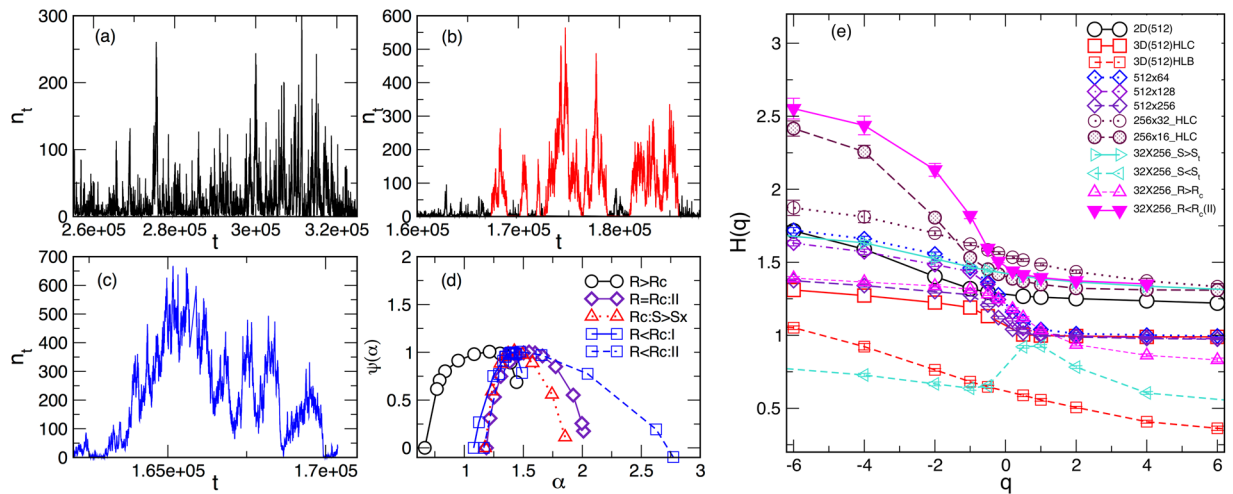 (a)
300
250
200
150
100
50
0
n_t
2.6e+05 2.8e+05 3e+05 3.2e+05
t
(b)
600
500
400
300
200
100
0
n_t
1.6e+05 1.7e+05 1.8e+05
t
(c)
700
600
500
400
300
200
100
0
n_t
1.65e+05 1.7e+05
t
(d)
2
1.5
1
0.5
0
ψ(α)
R>Rc
R=Rc:II
Rc:S>Sx
R<Rc:I
R<Rc:II
1 1.5 2 2.5 3
α
(e)
3
2.5
2
1.5
1
0.5
H(q)
2D(512)
3D(512)HLC
3D(512)HLB
512x64
512x128
512x256
256x32_HLC
256x16_HLC
32X256_S>S_t
32X256_S<S_t
32X256_R>R_c
32X256_R<R_c(II)
-6 -4 -2 0 2 4 6
q